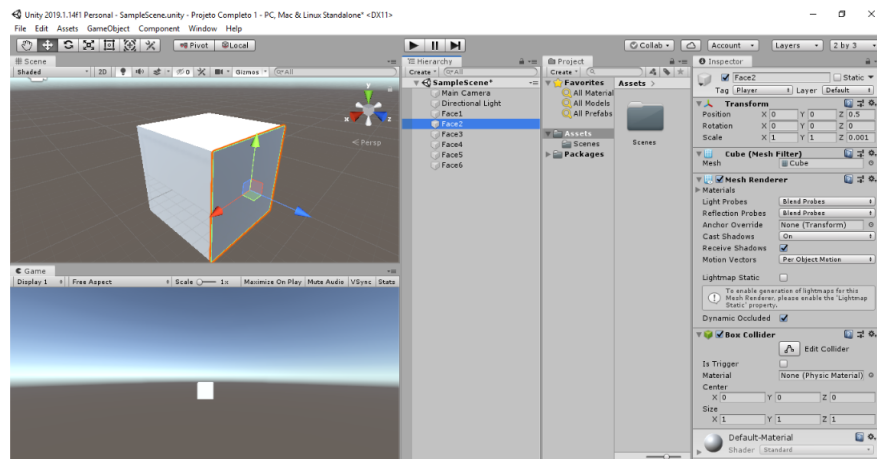 Unity 2019.1.14f1 Personal - SampleScene.unity - Projeto Completo 1 - PC, Mac & Linux Standalone* <DX11>
File Edit Assets GameObject Component Window Help
Pivot Local Collab Account Layers 2 by 3
Scene
Shaded 2D 0 Gizmos All
y
x z
Persp
Game
Display 1 Free Aspect Scale 1x Maximize On Play Mute Audio VSync Stats
Hierarchy
Create All
SampleScene*
Main Camera
Directional Light
Face1
Face2
Face3
Face4
Face5
Face6
Project
Create
Favorites
All Material
All Models
All Prefabs
Assets
Scenes
Packages
Assets >
Scenes
Inspector
Face2 Static
Tag Player Layer Default
Transform
Position X 0 Y 0 Z 0.5
Rotation X 0 Y 0 Z 0
Scale X 1 Y 1 Z 0.001
Cube (Mesh Filter)
Mesh Cube
Mesh Renderer
Materials
Light Probes Blend Probes
Reflection Probes Blend Probes
Anchor Override None (Transform)
Cast Shadows On
Receive Shadows
Motion Vectors Per Object Motion
Lightmap Static
To enable generation of lightmaps for this
Mesh Renderer, please enable the 'Lightmap
Static' property.
Dynamic Occluded
Box Collider
Edit Collider
Is Trigger
Material None (Physic Material)
Center
X 0 Y 0 Z 0
Size
X 1 Y 1 Z 1
Default-Material
Shader Standard